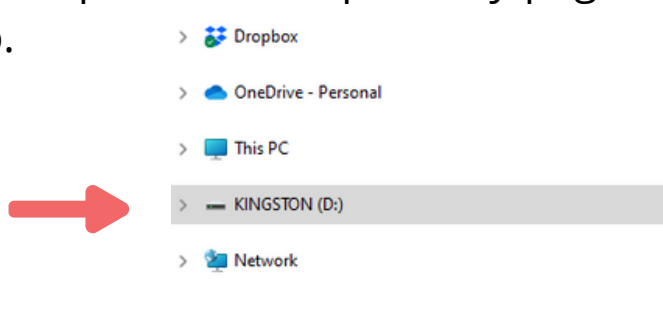 .
Dropbox
OneDrive - Personal
This PC
KINGSTON (D:)
Network